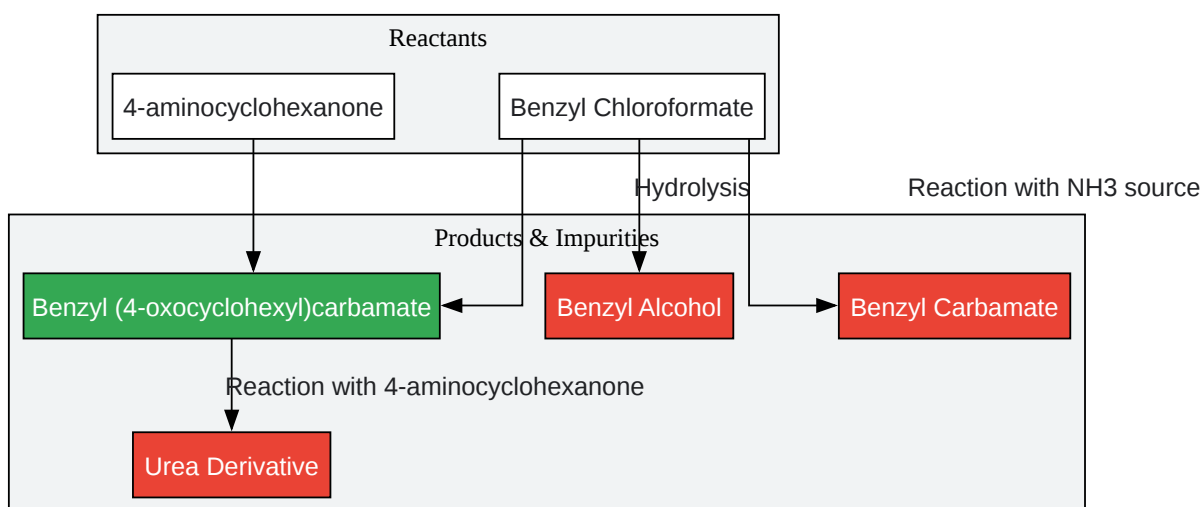 Reactants
4-aminocyclohexanone
Benzyl Chloroformate
Hydrolysis
Reaction with NH3 source
Products & Impurities
Benzyl (4-oxocyclohexyl)carbamate
Benzyl Alcohol
Benzyl Carbamate
Reaction with 4-aminocyclohexanone
Urea Derivative